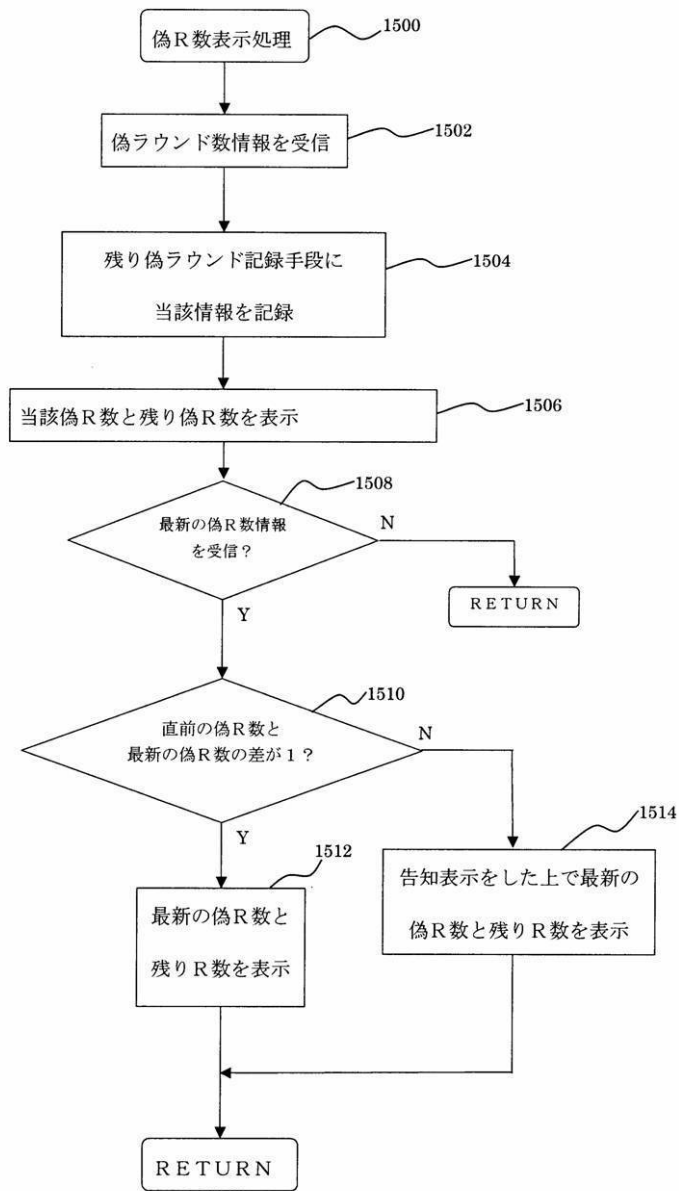 偽R数表示処理
1500
偽ラウンド数情報を受信
1502
残り偽ラウンド記録手段に
当該情報を記録
1504
当該偽R数と残り偽R数を表示
1506
1508
最新の偽R数情報
を受信？
N
RETURN
Y
1510
直前の偽R数と
最新の偽R数の差が1？
N
Y
1512
1514
最新の偽R数と
残りR数を表示
告知表示をした上で最新の
偽R数と残りR数を表示
RETURN